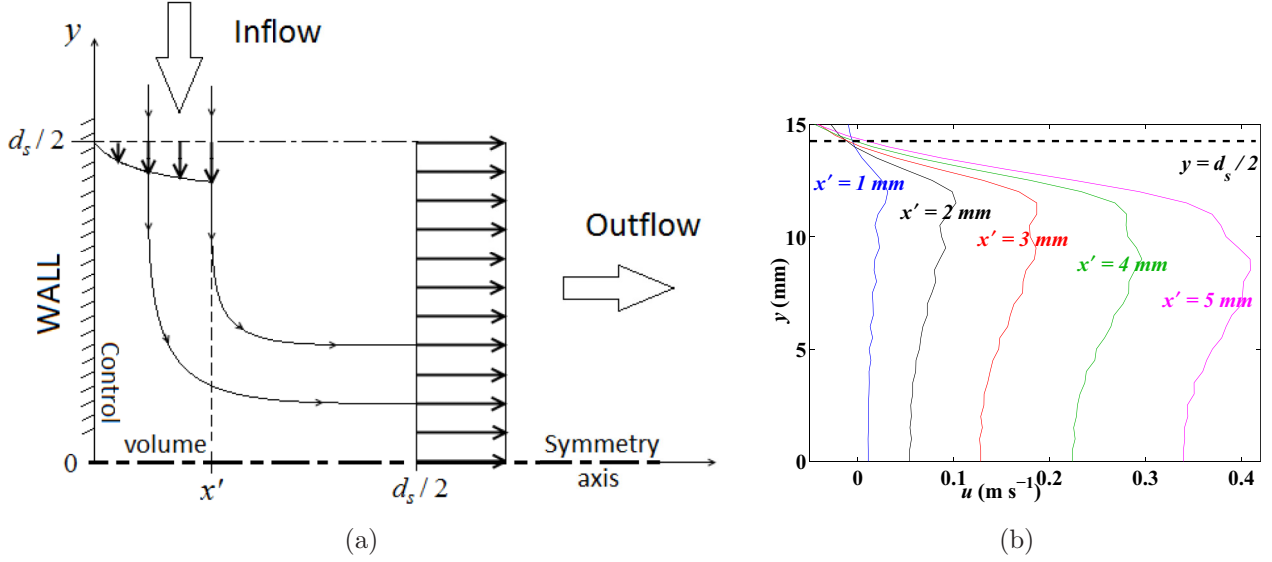 y
Inflow
d_s / 2
WALL
Control
volume
Outflow
Symmetry
axis
0
x′
d_s / 2
(a)
15
10
5
0
y (mm)
y = d_s / 2
x′ = 1 mm
x′ = 2 mm
x′ = 3 mm
x′ = 4 mm
x′ = 5 mm
0 0.1 0.2 0.3 0.4
u (m s⁻¹)
(b)